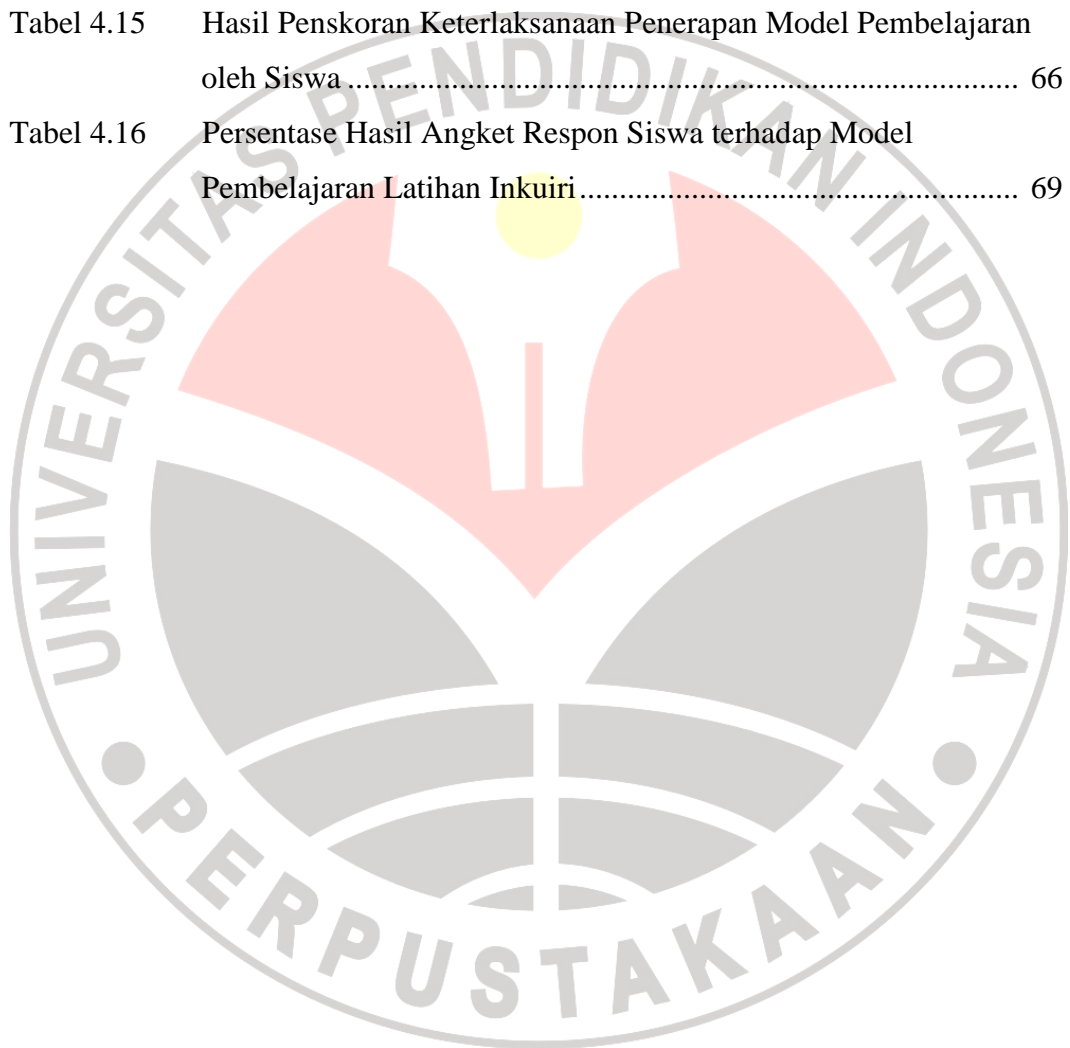 Tabel 4.15 Hasil Penskoran Keterlaksanaan Penerapan Model Pembelajaran
oleh Siswa ...................................................................................... 66
Tabel 4.16 Persentase Hasil Angket Respon Siswa terhadap Model
Pembelajaran Latihan Inkuiri ........................................................ 69
UNIVERSITAS PENDIDIKAN INDONESIA
PERPUSTAKAAN